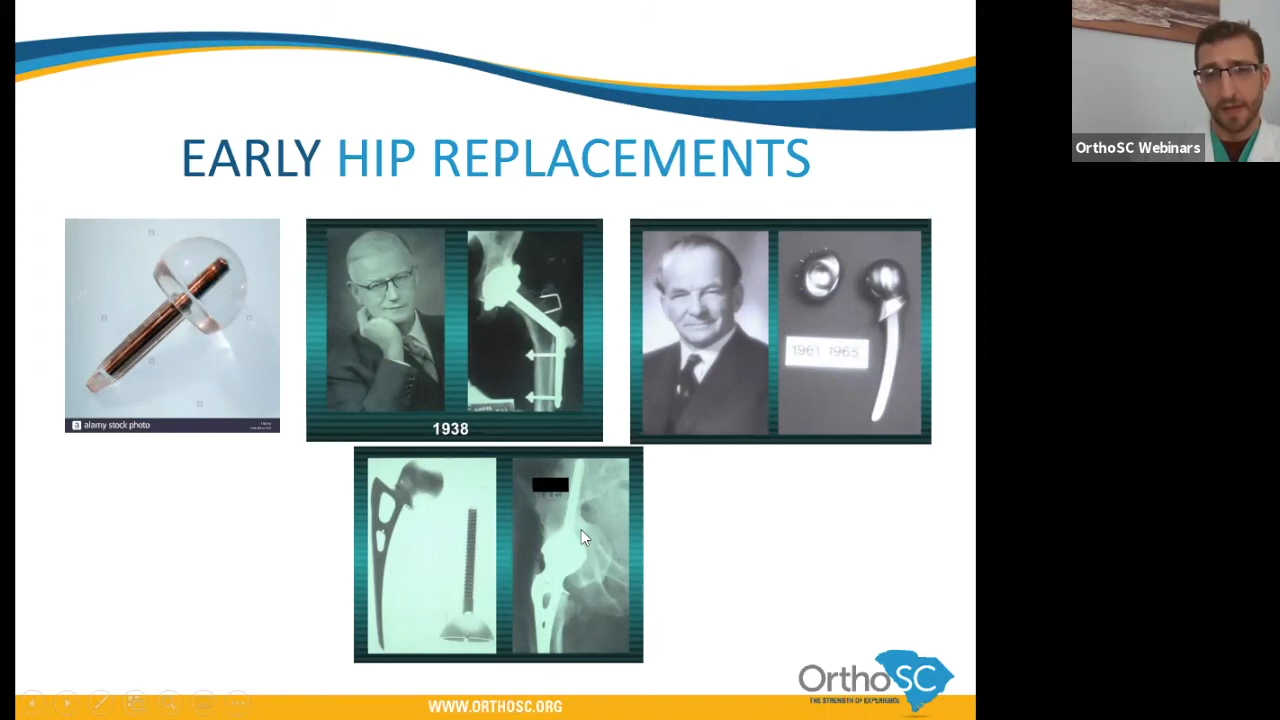 OrthoSC Webinars
EARLY HIP REPLACEMENTS
a alamy stock photo
1938
1961 1965
OrthoSC
THE STRENGTH OF EXPERIENCE
WWW.ORTHOSC.ORG